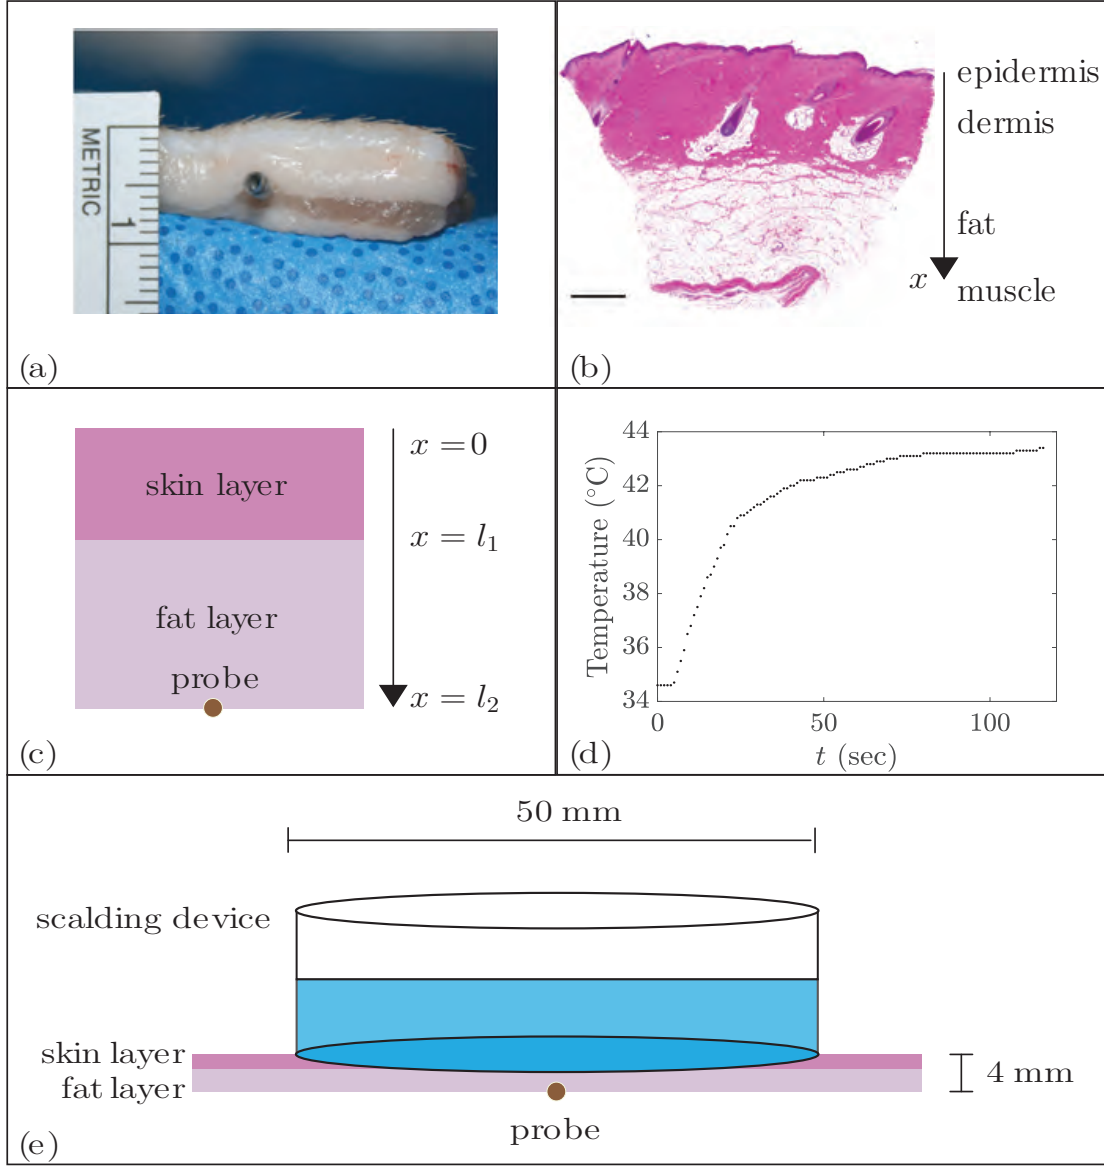 METRIC
1
(a)
epidermis
dermis
fat
x
muscle
(b)
x = 0
skin layer
x = l₁
fat layer
probe
x = l₂
(c)
44
42
40
38
36
34
Temperature (°C)
0
50
100
t (sec)
(d)
50 mm
scalding device
skin layer
fat layer
4 mm
probe
(e)